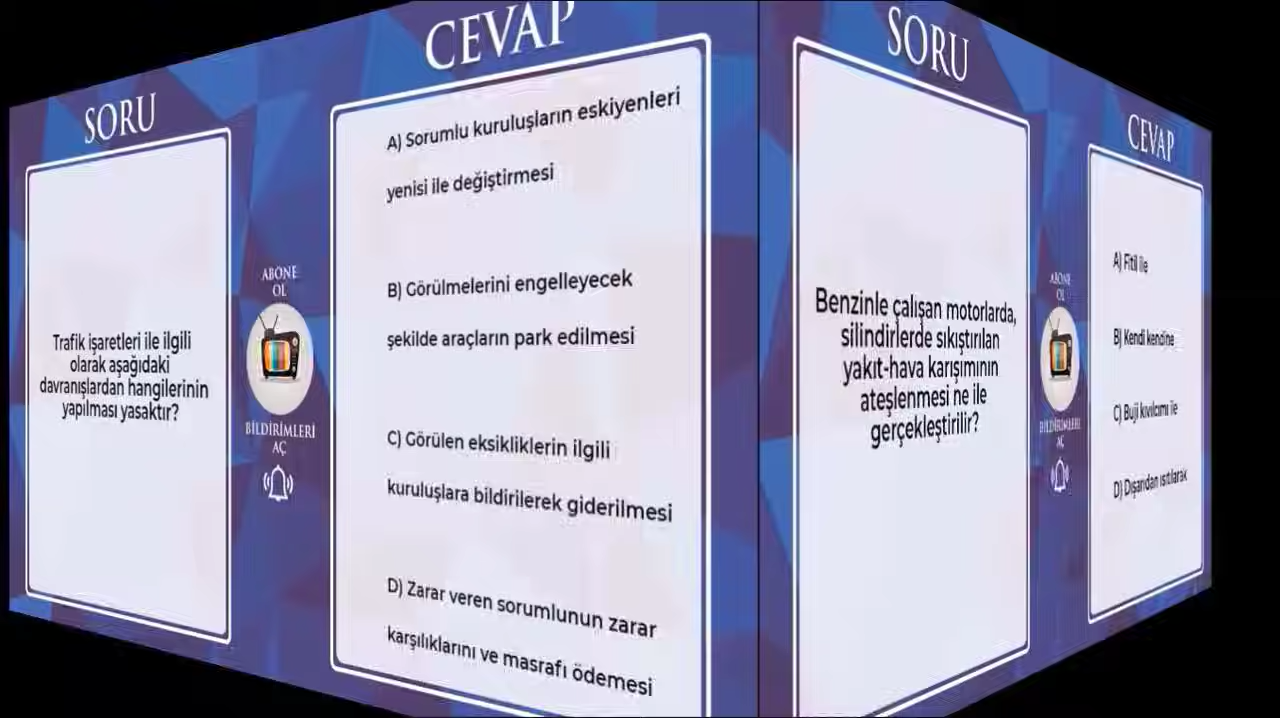 SORU
Trafik işaretleri ile ilgili
olarak aşağıdaki
davranışlardan hangilerinin
yapılması yasaktır?
ABONE
OL
BİLDİRİMLERİ
AÇ
CEVAP
A) Sorumlu kuruluşların eskiyenleri
yenisi ile değiştirmesi
B) Görülmelerini engelleyecek
şekilde araçların park edilmesi
C) Görülen eksikliklerin ilgili
kuruluşlara bildirilerek giderilmesi
D) Zarar veren sorumlunun zarar
karşılıklarını ve masrafı ödemesi
SORU
Benzinle çalışan motorlarda,
silindirlerde sıkıştırılan
yakıt-hava karışımının
ateşlenmesi ne ile
gerçekleştirilir?
ABONE
OL
BİLDİRİMLERİ
AÇ
CEVAP
A) Fitil ile
B) Kendi kendine
C) Buji kıvılcımı ile
D) Dışarıdan ısıtılarak